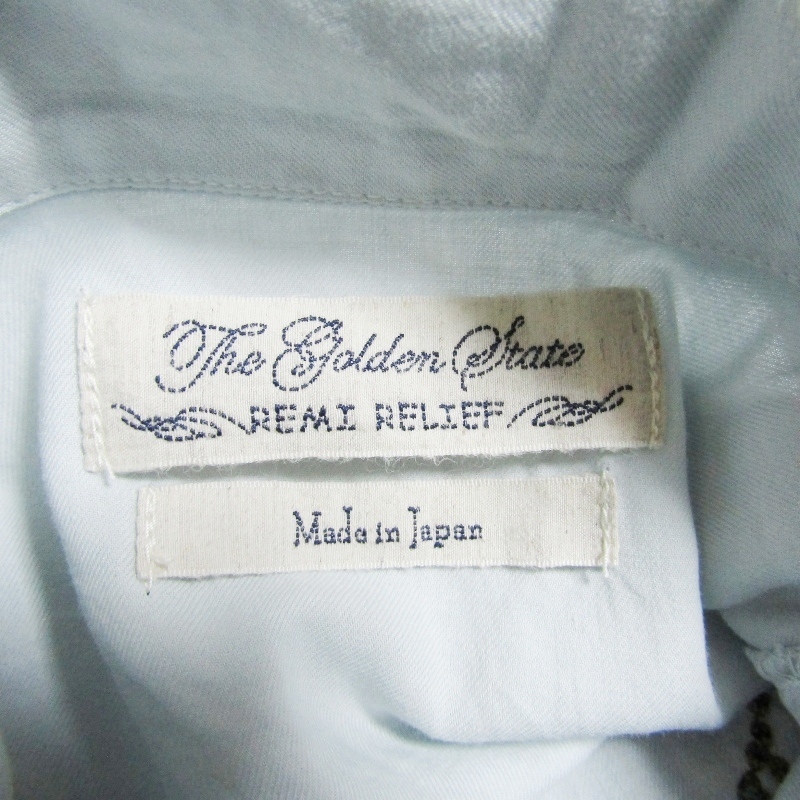 The Golden State
REMI RELIEF
Made in Japan